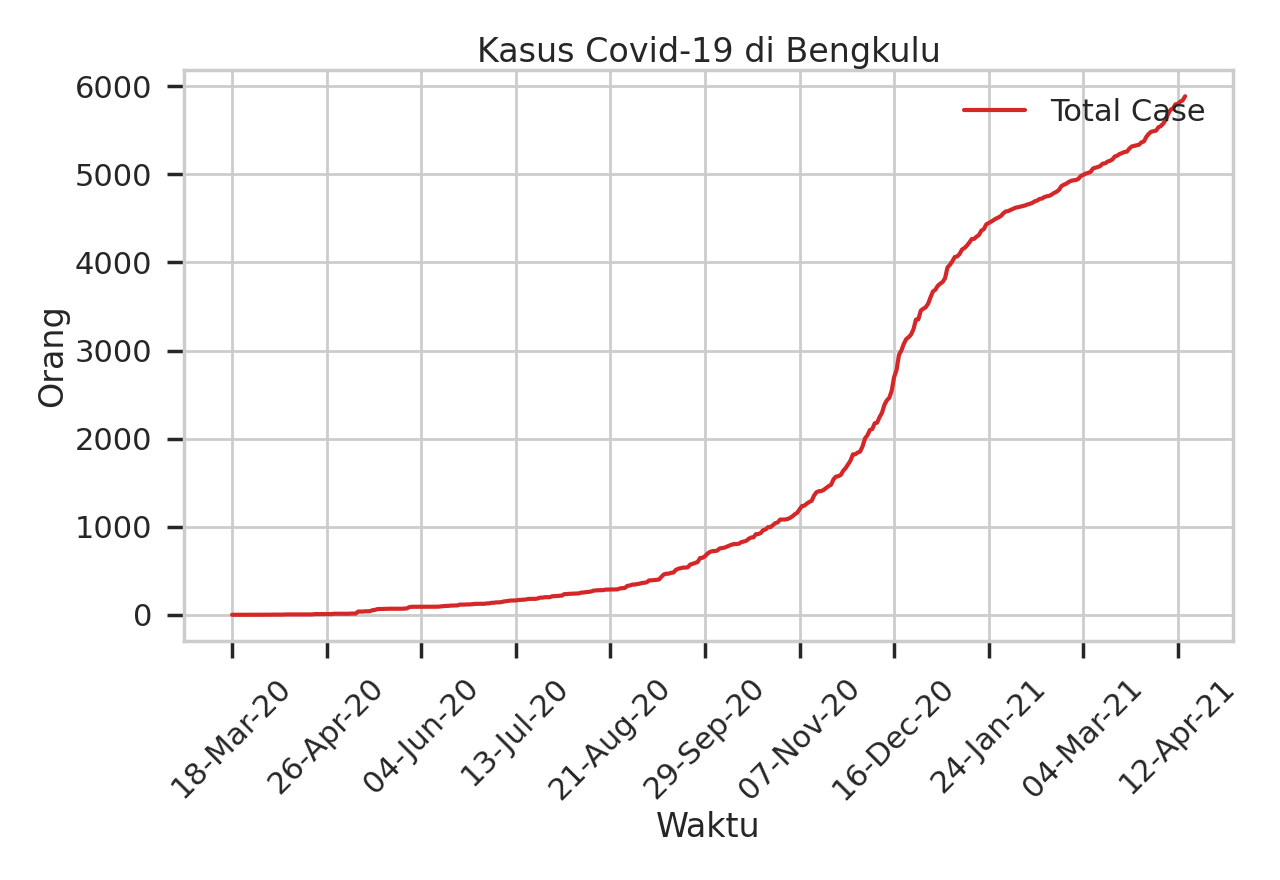 Kasus Covid-19 di Bengkulu
Total Case
6000
5000
4000
3000
2000
1000
0
Orang
18-Mar-20
26-Apr-20
04-Jun-20
13-Jul-20
21-Aug-20
29-Sep-20
07-Nov-20
16-Dec-20
24-Jan-21
04-Mar-21
12-Apr-21
Waktu